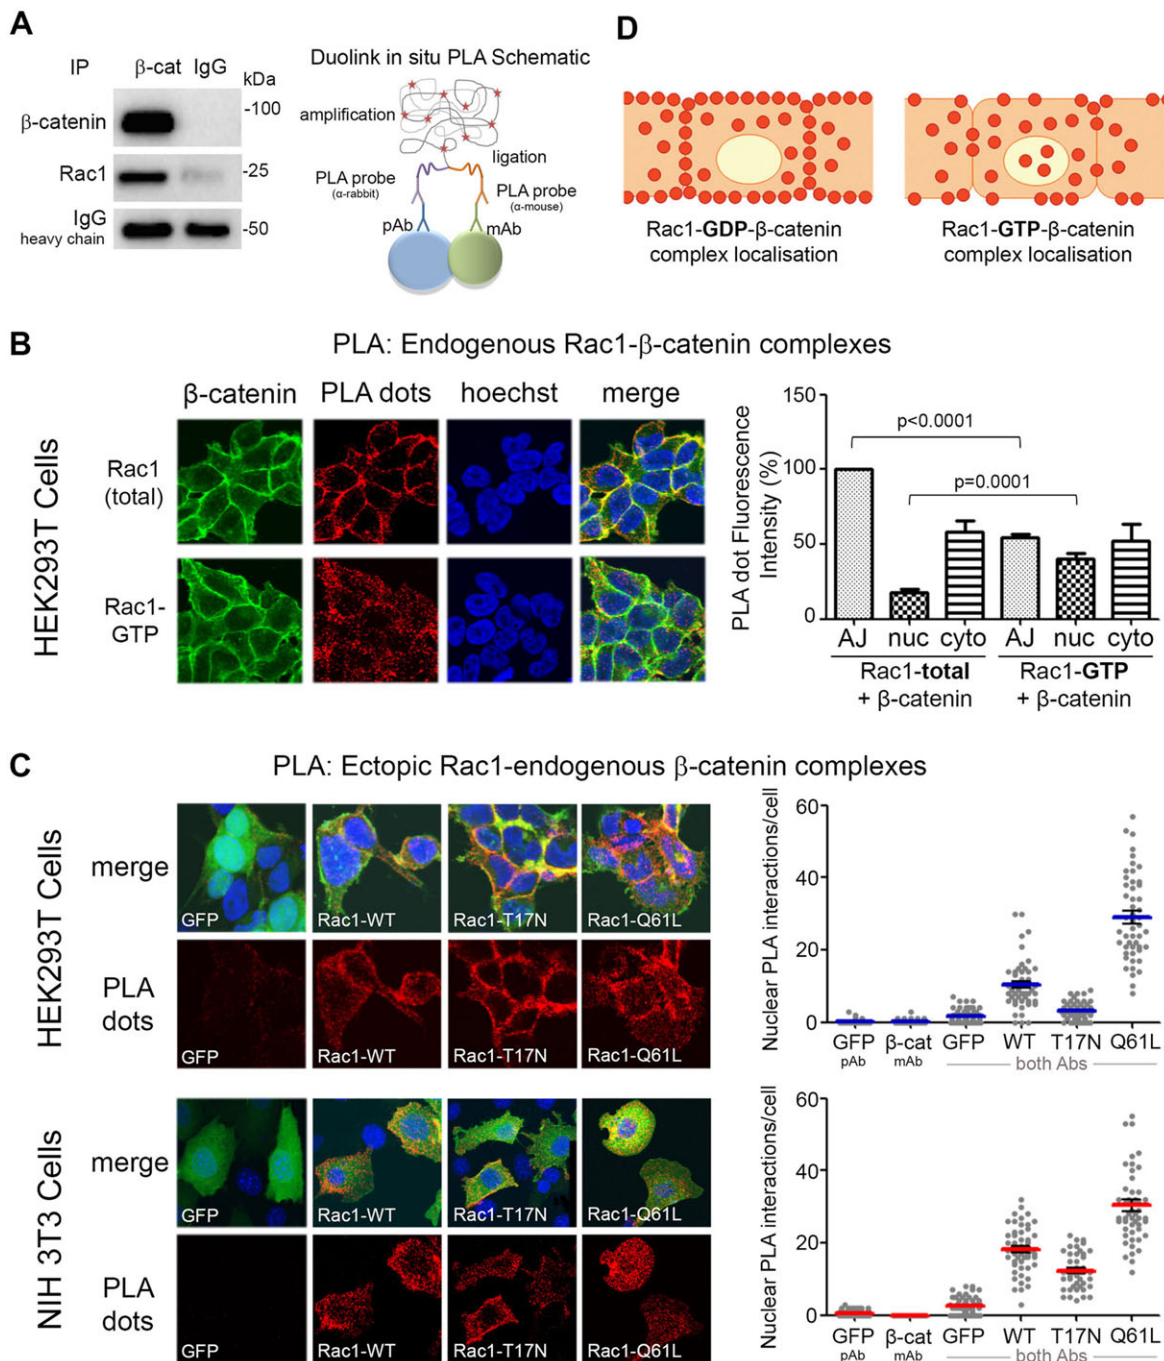 A
IP β-cat IgG kDa
β-catenin -100
Rac1 -25
IgG
heavy chain -50
Duolink in situ PLA Schematic
amplification
ligation
PLA probe
(α-rabbit)
PLA probe
(α-mouse)
pAb mAb
D
Rac1-GDP-β-catenin
complex localisation
Rac1-GTP-β-catenin
complex localisation
B
PLA: Endogenous Rac1-β-catenin complexes
HEK293T Cells
β-catenin PLA dots hoechst merge
Rac1
(total)
Rac1-
GTP
PLA dot Fluorescence
Intensity (%)
150
100
50
0
p<0.0001
p=0.0001
AJ nuc cyto AJ nuc cyto
Rac1-total
+ β-catenin
Rac1-GTP
+ β-catenin
C
PLA: Ectopic Rac1-endogenous β-catenin complexes
HEK293T Cells
merge
GFP Rac1-WT Rac1-T17N Rac1-Q61L
PLA
dots
GFP Rac1-WT Rac1-T17N Rac1-Q61L
Nuclear PLA interactions/cell
60
40
20
0
GFP β-cat GFP WT T17N Q61L
pAb mAb both Abs
NIH 3T3 Cells
merge
GFP Rac1-WT Rac1-T17N Rac1-Q61L
PLA
dots
GFP Rac1-WT Rac1-T17N Rac1-Q61L
Nuclear PLA interactions/cell
60
40
20
0
GFP β-cat GFP WT T17N Q61L
pAb mAb both Abs